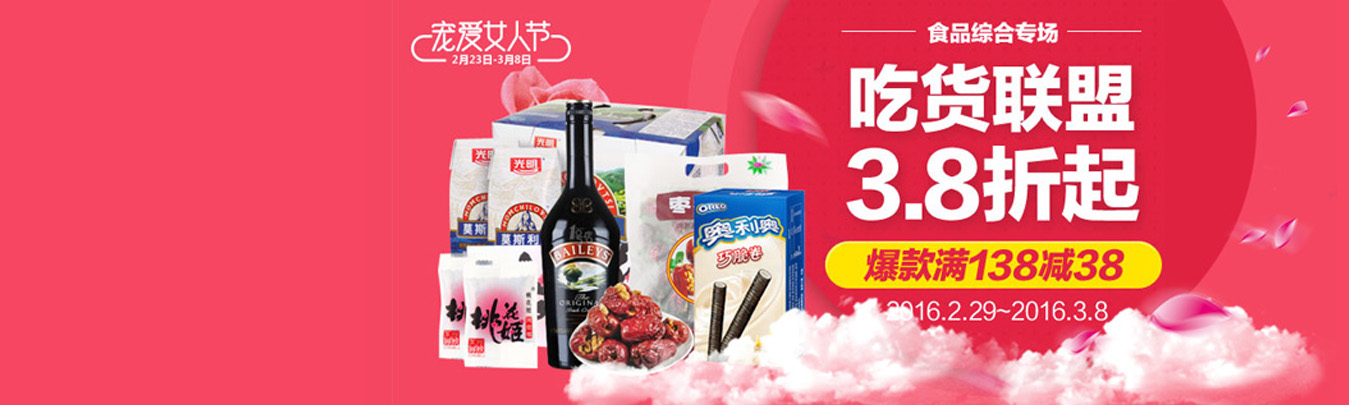 宠爱女人节
2月23日-3月8日
食品综合专场
吃货联盟
3.8折起
爆款满138减38
2016.2.29~2016.3.8
光明
光明
MOMCHILOVTSI
莫斯
莫斯利
BAILEYS
The
ORIGINAL
枣
OREO
奥利奥
巧脆卷
桃花姬